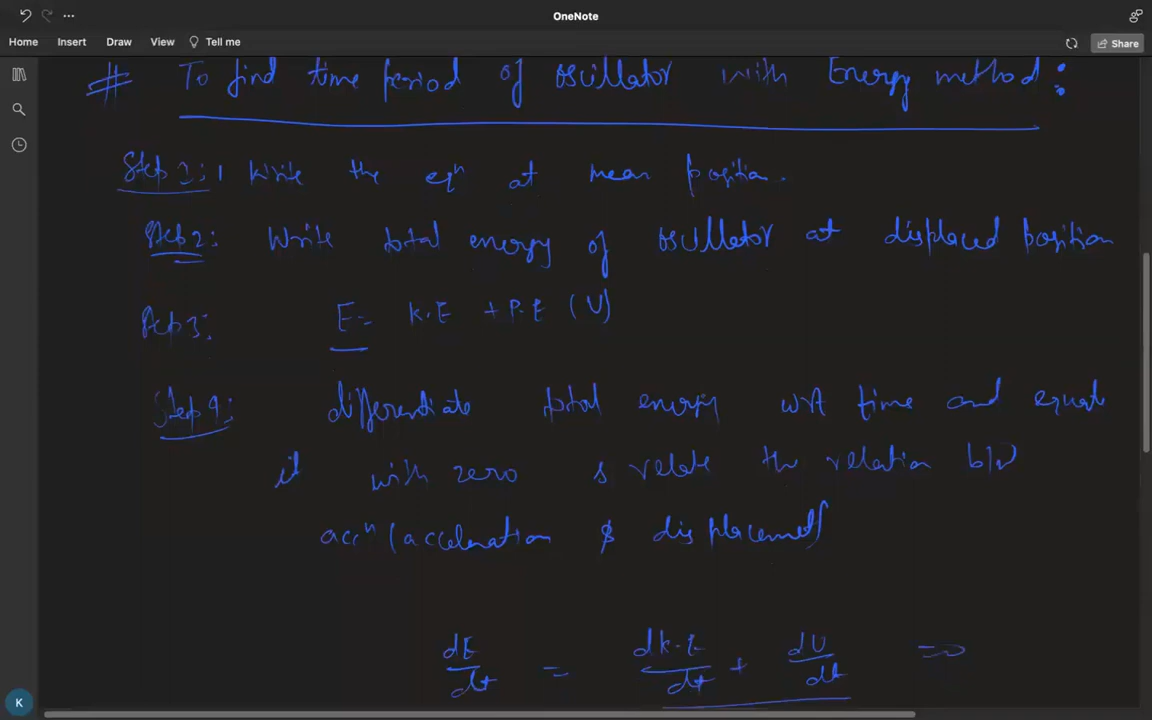 OneNote
Home Insert Draw View Tell me
Share
# To find time period of oscillator with Energy method :
Step 1 : Write the eqⁿ at mean position.
Step 2 : Write total energy of oscillator at displaced position
Step 3 : E = K.E + P.E (U)
Step 4 : differentiate total energy wrt time and equate
it with zero & relate the relation b/w
accⁿ (acceleration & displacement)
dE/dt = dK.E/dt + dU/dt = 0
K